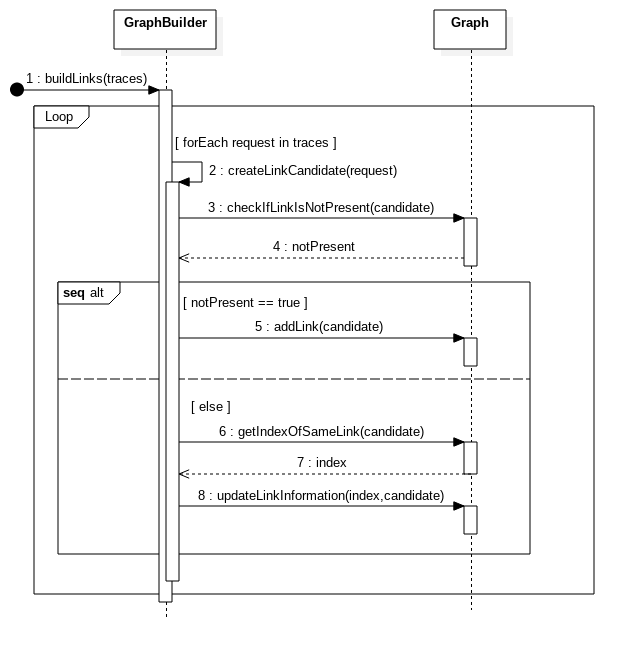 GraphBuilder
Graph
1 : buildLinks(traces)
Loop
[ forEach request in traces ]
2 : createLinkCandidate(request)
3 : checkIfLinkIsNotPresent(candidate)
4 : notPresent
seq alt
[ notPresent == true ]
5 : addLink(candidate)
[ else ]
6 : getIndexOfSameLink(candidate)
7 : index
8 : updateLinkInformation(index,candidate)